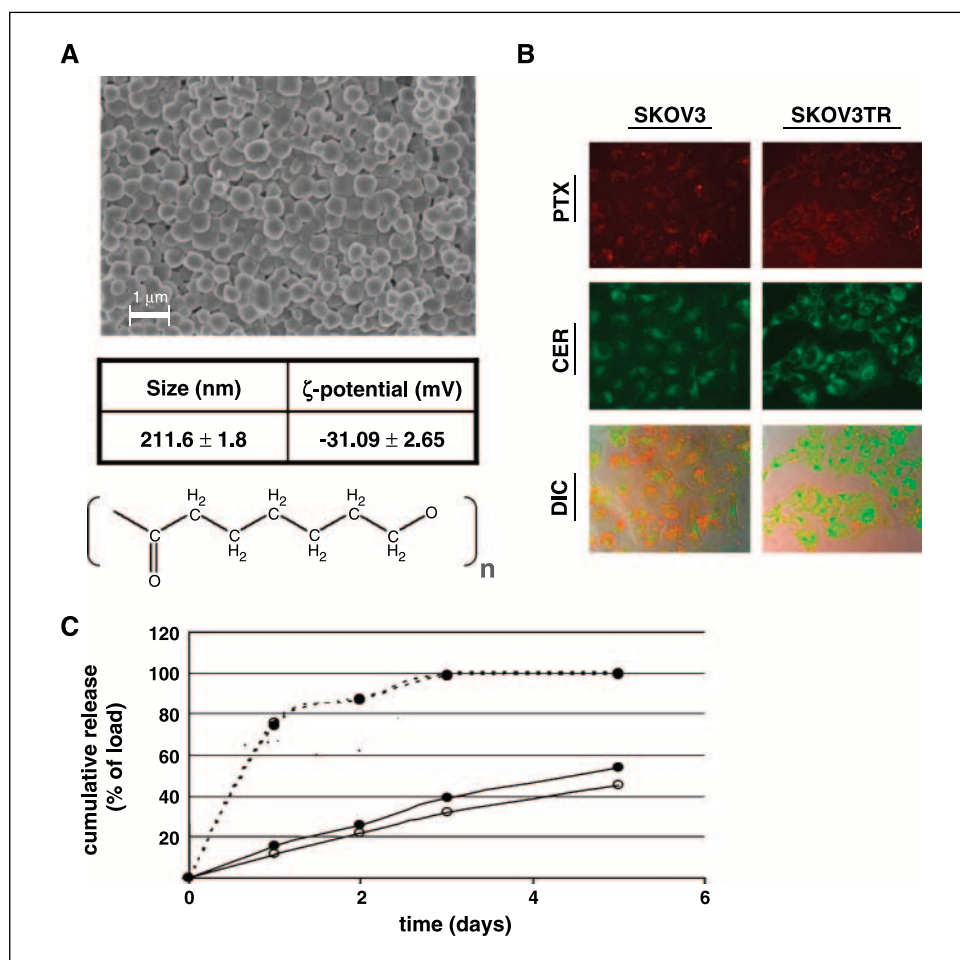 A
1 μm
Size (nm) ζ-potential (mV)
211.6 ± 1.8 -31.09 ± 2.65
H2 H2 H2
C C C O
C C C C
O H2 H2 H2
n
B
SKOV3 SKOV3TR
PTX
CER
DIC
C
120
100
80
60
40
20
0 2 4 6
cumulative release
(% of load)
time (days)